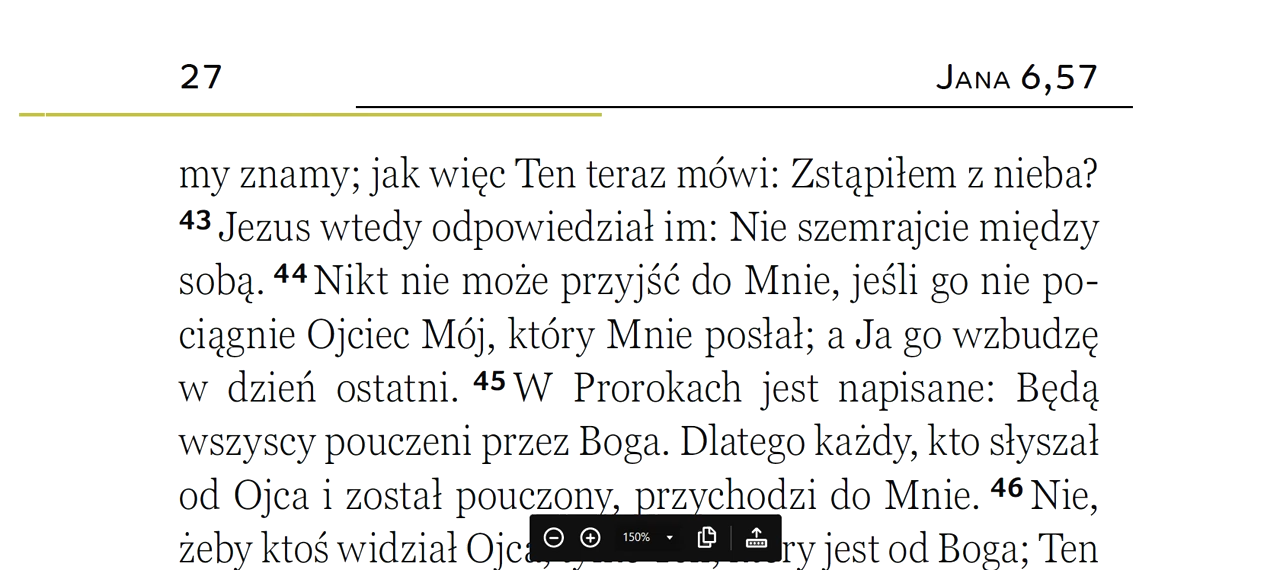 27 Jana 6,57
my znamy; jak więc Ten teraz mówi: Zstąpiłem z nieba?
43 Jezus wtedy odpowiedział im: Nie szemrajcie między
sobą. 44 Nikt nie może przyjść do Mnie, jeśli go nie po-
ciągnie Ojciec Mój, który Mnie posłał; a Ja go wzbudzę
w dzień ostatni. 45 W Prorokach jest napisane: Będą
wszyscy pouczeni przez Boga. Dlatego każdy, kto słyszał
od Ojca i został pouczony, przychodzi do Mnie. 46 Nie,
żeby ktoś widział Ojca, jest od Boga; Ten
150%